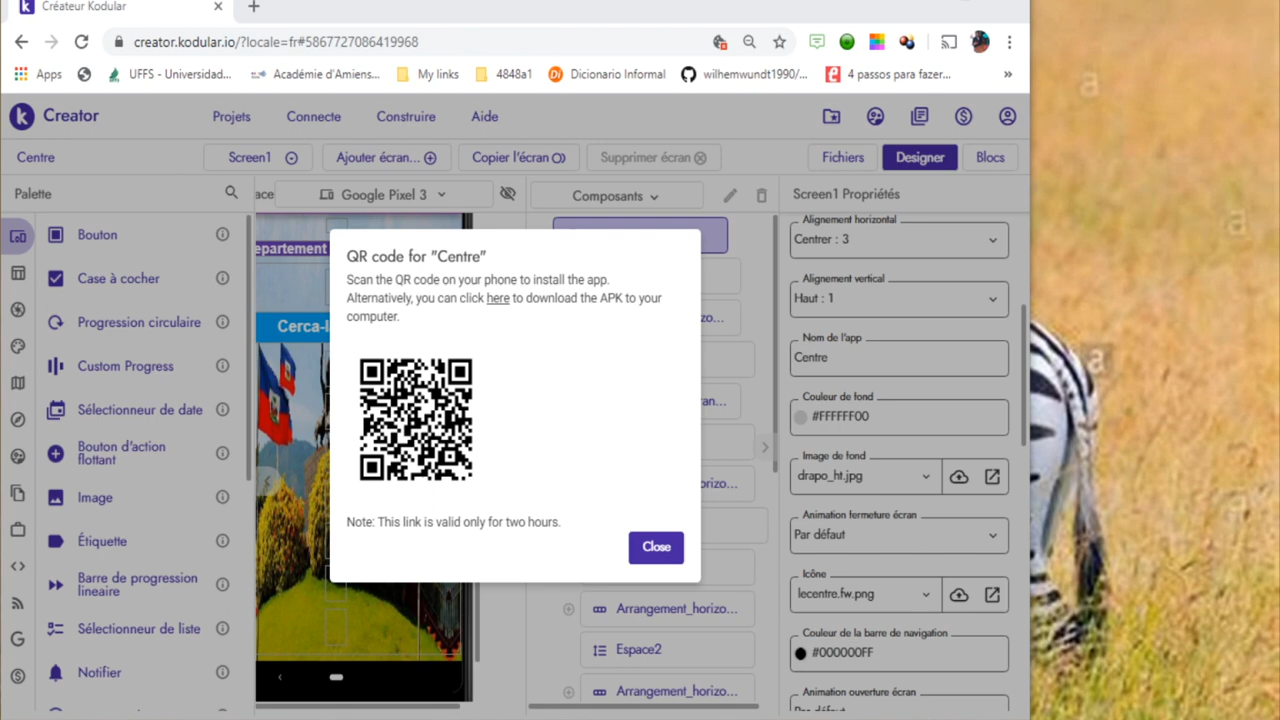 Créateur Kodular
creator.kodular.io/?locale=fr#5867727086419968
Apps
UFFS - Universidad...
Académie d'Amiens...
My links
4848a1
Dicionario Informal
wilhemwundt1990/...
4 passos para fazer...
»
Creator
Projets
Connecte
Construire
Aide
Centre
Screen1
Ajouter écran...
Copier l'écran
Supprimer écran
Fichiers
Designer
Blocs
Palette
Google Pixel 3
Composants
Screen1 Propriétés
Bouton
Case à cocher
Progression circulaire
Custom Progress
Sélectionneur de date
Bouton d'action
flottant
Image
Étiquette
Barre de progression
lineaire
Sélectionneur de liste
Notifier
epartement
Cerca-l
QR code for "Centre"
Scan the QR code on your phone to install the app.
Alternatively, you can click here to download the APK to your
computer.
Note: This link is valid only for two hours.
Close
Arrangement_horizo...
Espace2
Arrangement_horizo...
Alignement horizontal
Centrer : 3
Alignement vertical
Haut : 1
Nom de l'app
Centre
Couleur de fond
#FFFFFF00
Image de fond
drapo_ht.jpg
Animation fermeture écran
Par défaut
Icône
lecentre.fw.png
Couleur de la barre de navigation
#000000FF
Animation ouverture écran
Par défaut
a
a
a